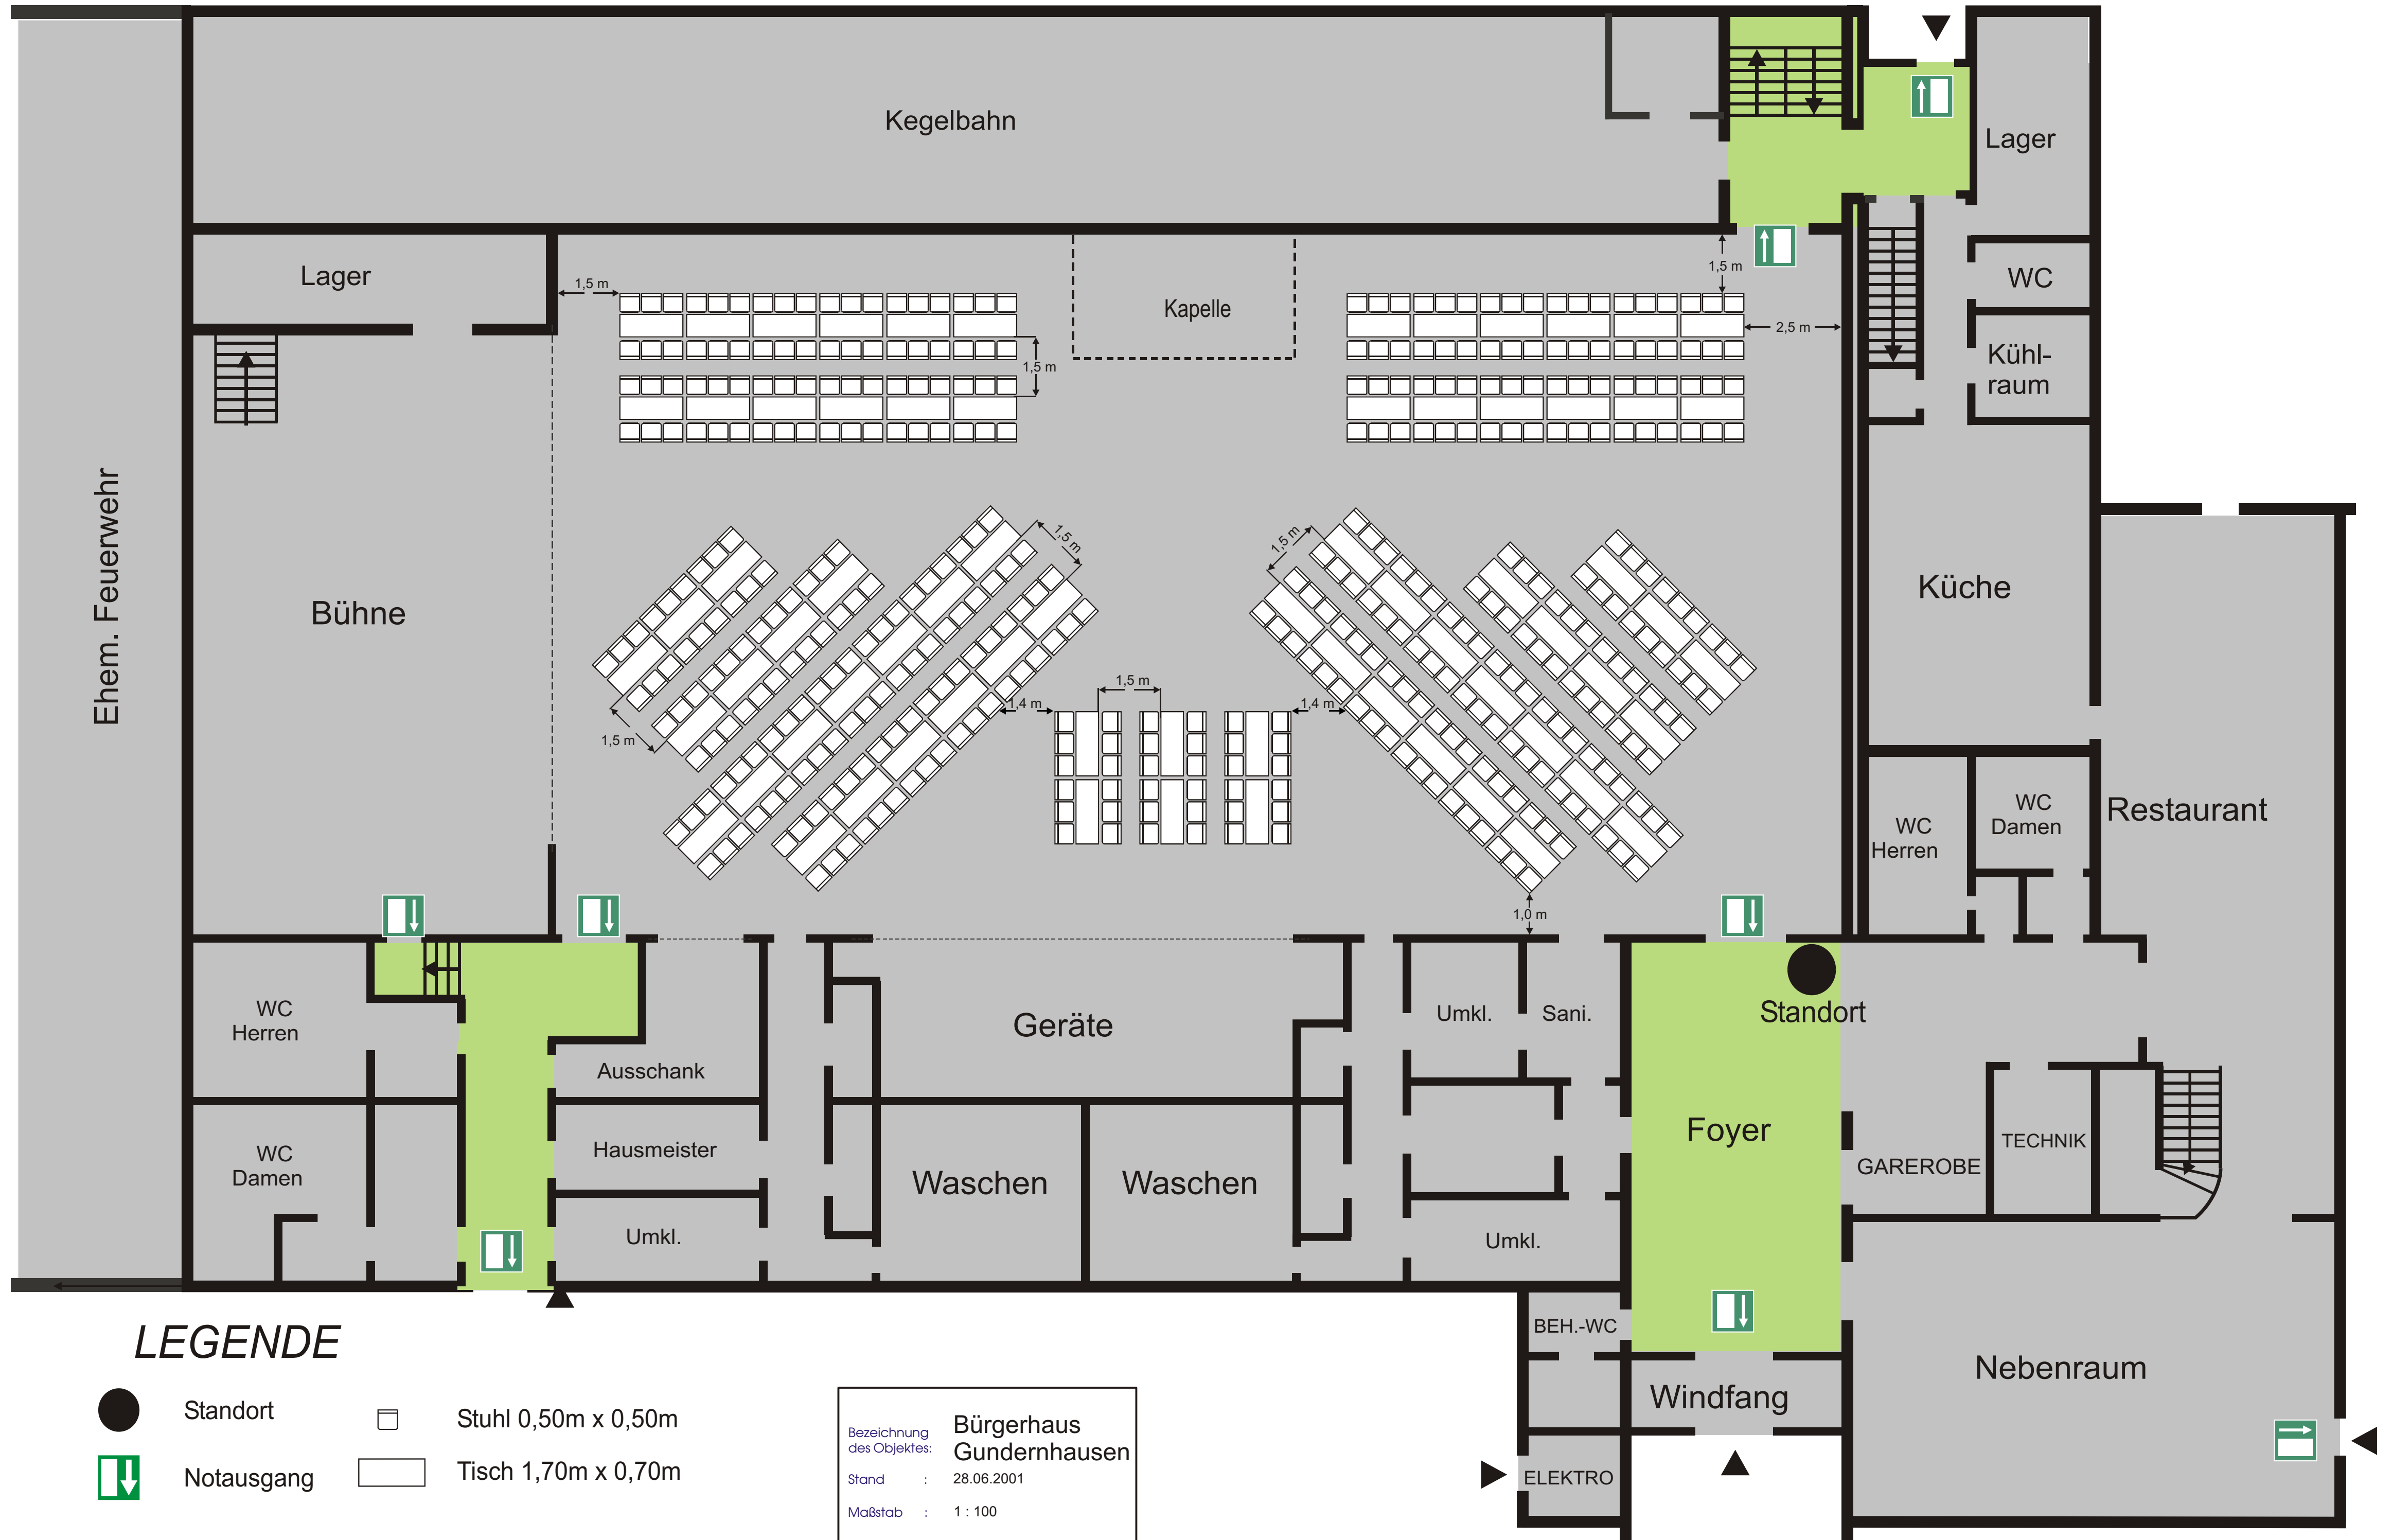 Kegelbahn
Lager
Lager
1,5 m
1,5 m
Kapelle
WC
2,5 m
1,5 m
Kühl-
raum
Ehem. Feuerwehr
Bühne
1,5 m
1,5 m
Küche
1,5 m
1,4 m
1,4 m
1,5 m
WC
Herren
WC
Damen
Restaurant
1,0 m
WC
Herren
Ausschank
Geräte
Umkl.
Sani.
Standort
WC
Damen
Hausmeister
Waschen
Waschen
Foyer
GAREROBE
TECHNIK
Umkl.
Umkl.
BEH.-WC
Nebenraum
Windfang
ELEKTRO
LEGENDE
Standort
Stuhl 0,50m x 0,50m
Notausgang
Tisch 1,70m x 0,70m
Bezeichnung
des Objektes:
Bürgerhaus
Gundernhausen
Stand : 28.06.2001
Maßstab : 1 : 100